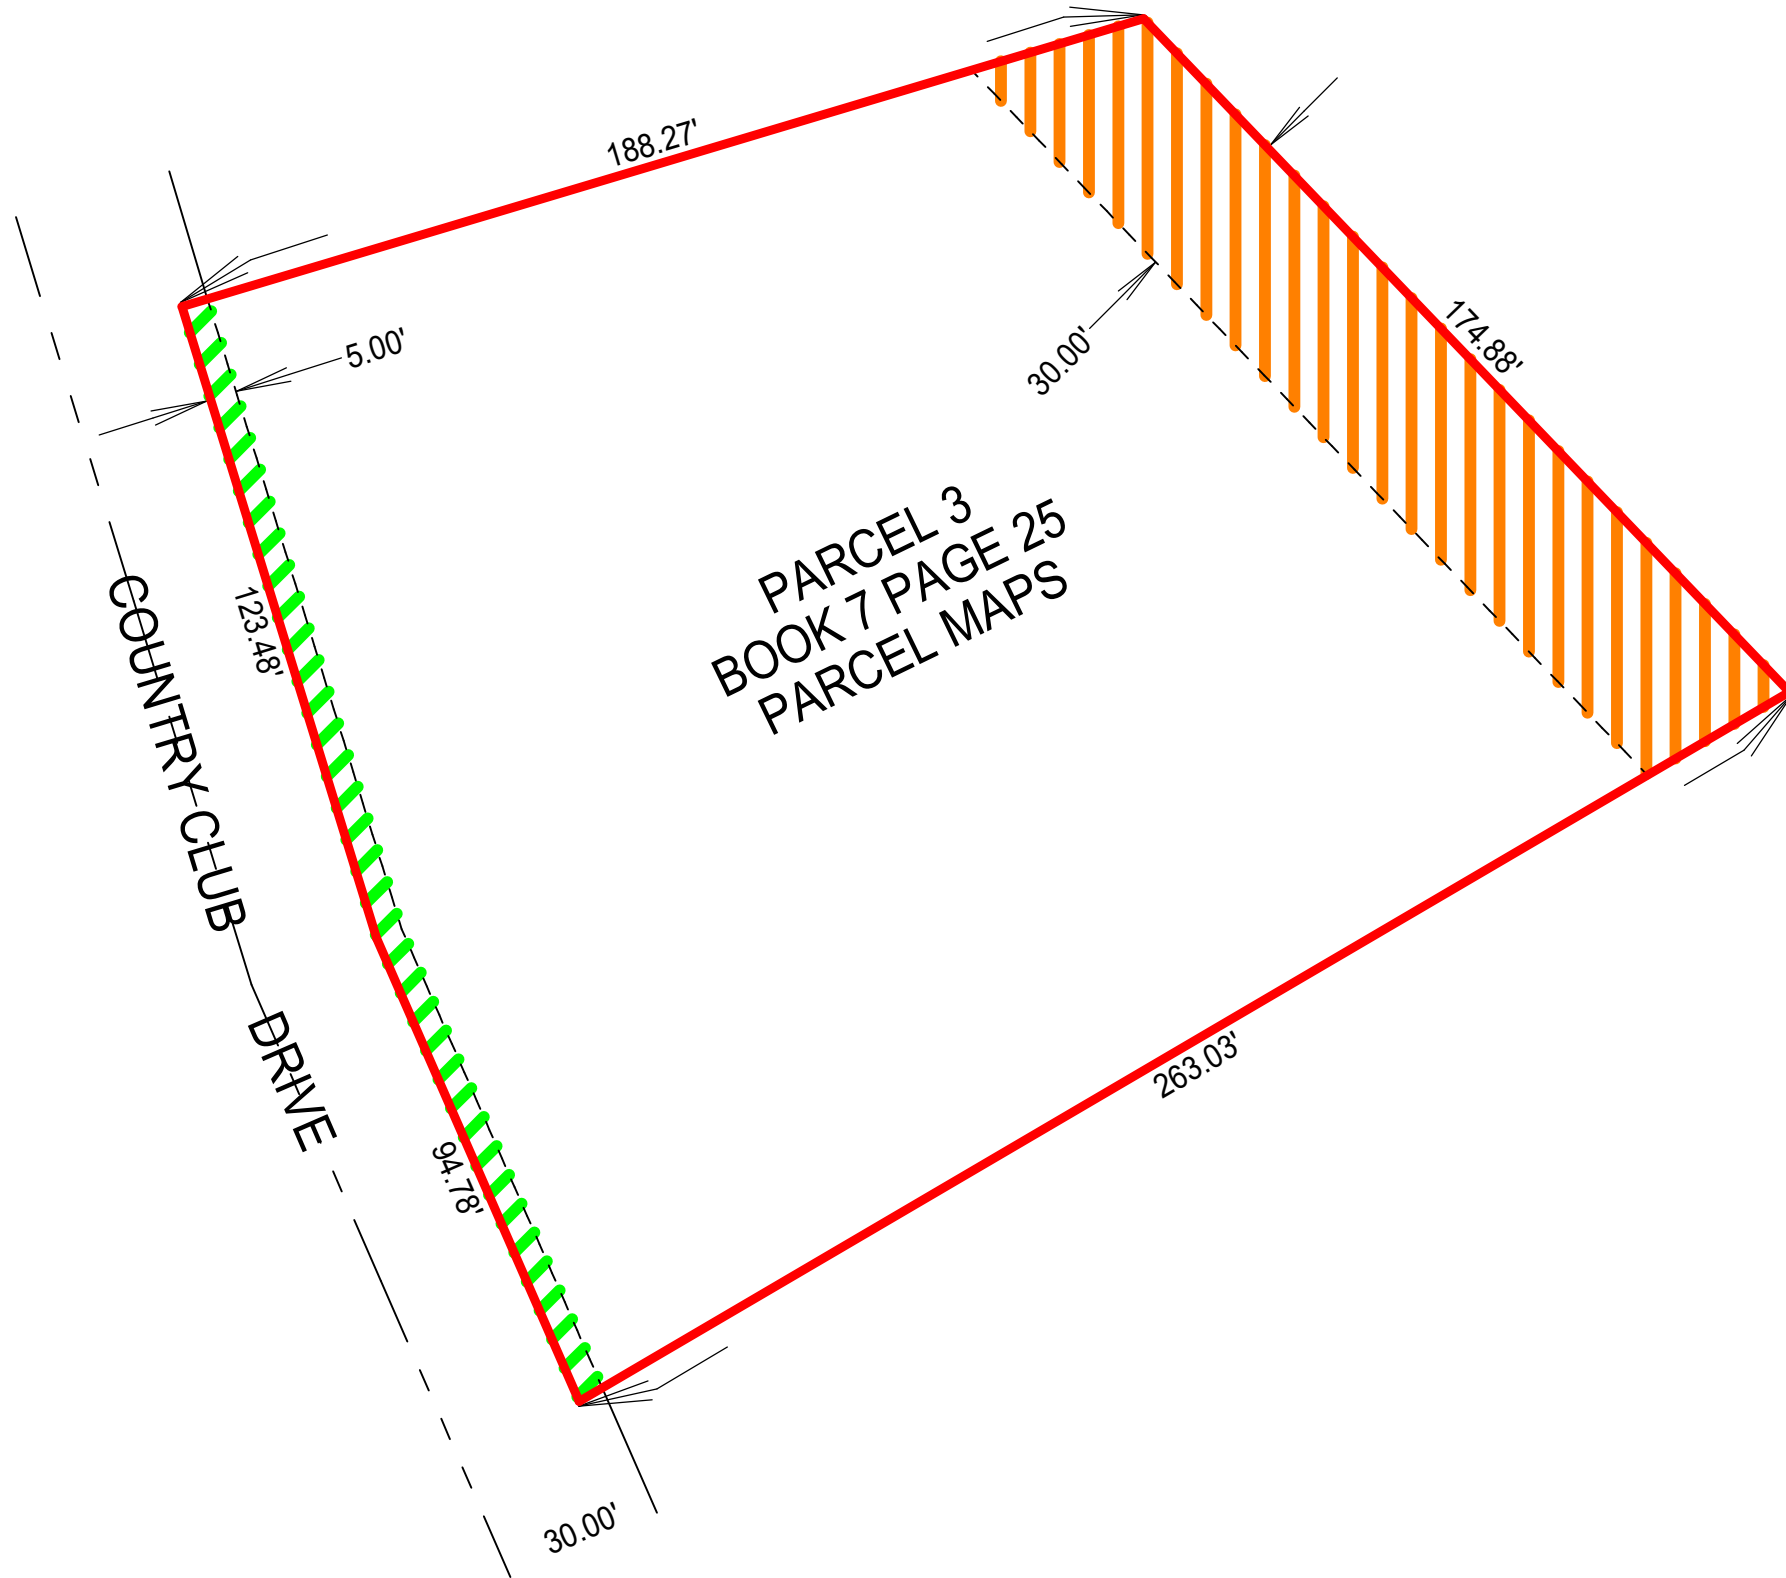 188.27'
5.00'
30.00'
174.88'
PARCEL 3
BOOK 7 PAGE 25
PARCEL MAPS
123.48'
COUNTRY CLUB
DRIVE
94.78'
263.03'
30.00'